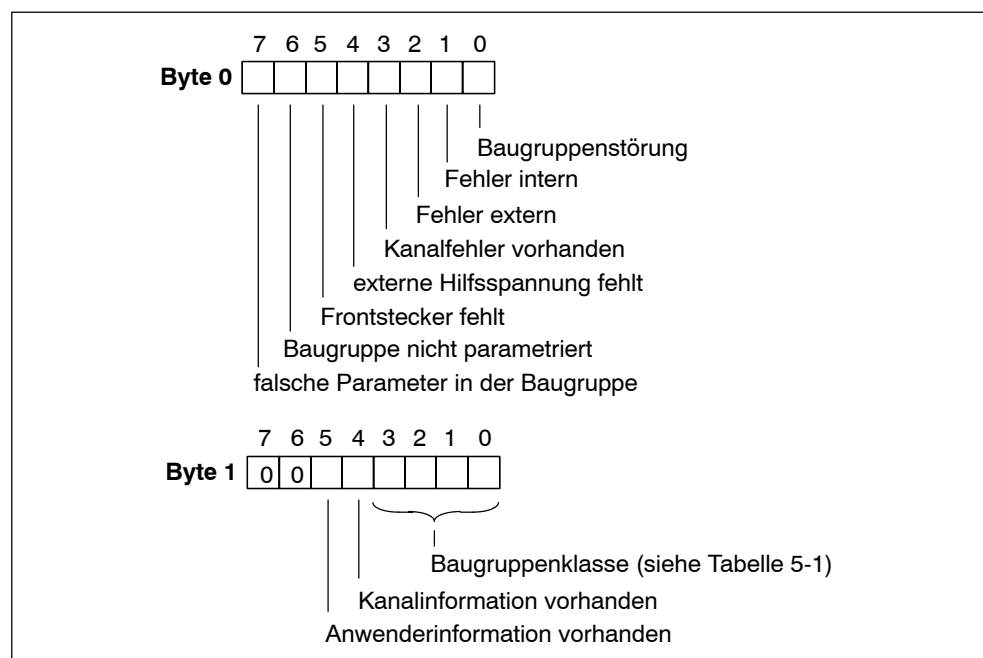 7 6 5 4 3 2 1 0
Byte 0
Baugruppenstörung
Fehler intern
Fehler extern
Kanalfehler vorhanden
externe Hilfsspannung fehlt
Frontstecker fehlt
Baugruppe nicht parametriert
falsche Parameter in der Baugruppe
7 6 5 4 3 2 1 0
Byte 1 0 0
Baugruppenklasse (siehe Tabelle 5-1)
Kanalinformation vorhanden
Anwenderinformation vorhanden